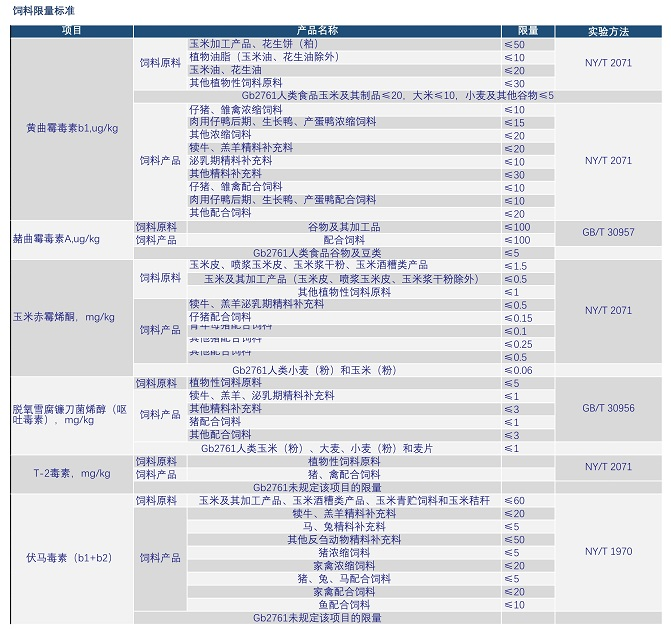 饲料限量标准
项目 产品名称 限量 实验方法
黄曲霉毒素b1,ug/kg 饲料原料 玉米加工产品、花生饼（粕） ≤50 NY/T 2071
植物油脂（玉米油、花生油除外） ≤10
玉米油、花生油 ≤20
其他植物性饲料原料 ≤30
Gb2761人类食品玉米及其制品≤20，大米≤10，小麦及其他谷物≤5
饲料产品 仔猪、雏禽浓缩饲料 ≤10 NY/T 2071
肉用仔鸭后期、生长鸭、产蛋鸭浓缩饲料 ≤15
其他浓缩饲料 ≤20
犊牛、羔羊精料补充料 ≤20
泌乳期精料补充料 ≤10
其他精料补充料 ≤30
仔猪、雏禽配合饲料 ≤10
肉用仔鸭后期、生长鸭、产蛋鸭配合饲料 ≤10
其他配合饲料 ≤20
赭曲霉毒素A,ug/kg 饲料原料 谷物及其加工品 ≤100 GB/T 30957
饲料产品 配合饲料 ≤100
Gb2761人类食品谷物及豆类 ≤5
玉米赤霉烯酮，mg/kg 饲料原料 玉米皮、喷浆玉米皮、玉米浆干粉、玉米酒糟类产品 ≤1.5 NY/T 2071
玉米及其加工产品（玉米皮、喷浆玉米皮、玉米浆干粉除外） ≤0.5
其他植物性饲料原料 ≤1
饲料产品 犊牛、羔羊泌乳期精料补充料 ≤0.5
仔猪配合饲料 ≤0.15
青年母猪配合饲料 ≤0.1
其他猪配合饲料 ≤0.25
其他配合饲料 ≤0.5
Gb2761人类小麦（粉）和玉米（粉） ≤0.06
脱氧雪腐镰刀菌烯醇（呕
吐毒素），mg/kg 饲料原料 植物性饲料原料 ≤5 GB/T 30956
饲料产品 犊牛、羔羊、泌乳期精料补充料 ≤1
其他精料补充料 ≤3
猪配合饲料 ≤1
其他配合饲料 ≤3
Gb2761人类玉米（粉）、大麦、小麦（粉）和麦片 ≤1
T-2毒素，mg/kg 饲料原料 植物性饲料原料 NY/T 2071
饲料产品 猪、禽配合饲料
Gb2761未规定该项目的限量
伏马毒素（b1+b2） 饲料原料 玉米及其加工产品、玉米酒糟类产品、玉米青贮饲料和玉米秸秆 ≤60 NY/T 1970
饲料产品 犊牛、羔羊精料补充料 ≤20
马、兔精料补充料 ≤5
其他反刍动物精料补充料 ≤50
猪浓缩饲料 ≤5
家禽浓缩饲料 ≤20
猪、兔、马配合饲料 ≤5
家禽配合饲料 ≤20
鱼配合饲料 ≤10
Gb2761未规定该项目的限量